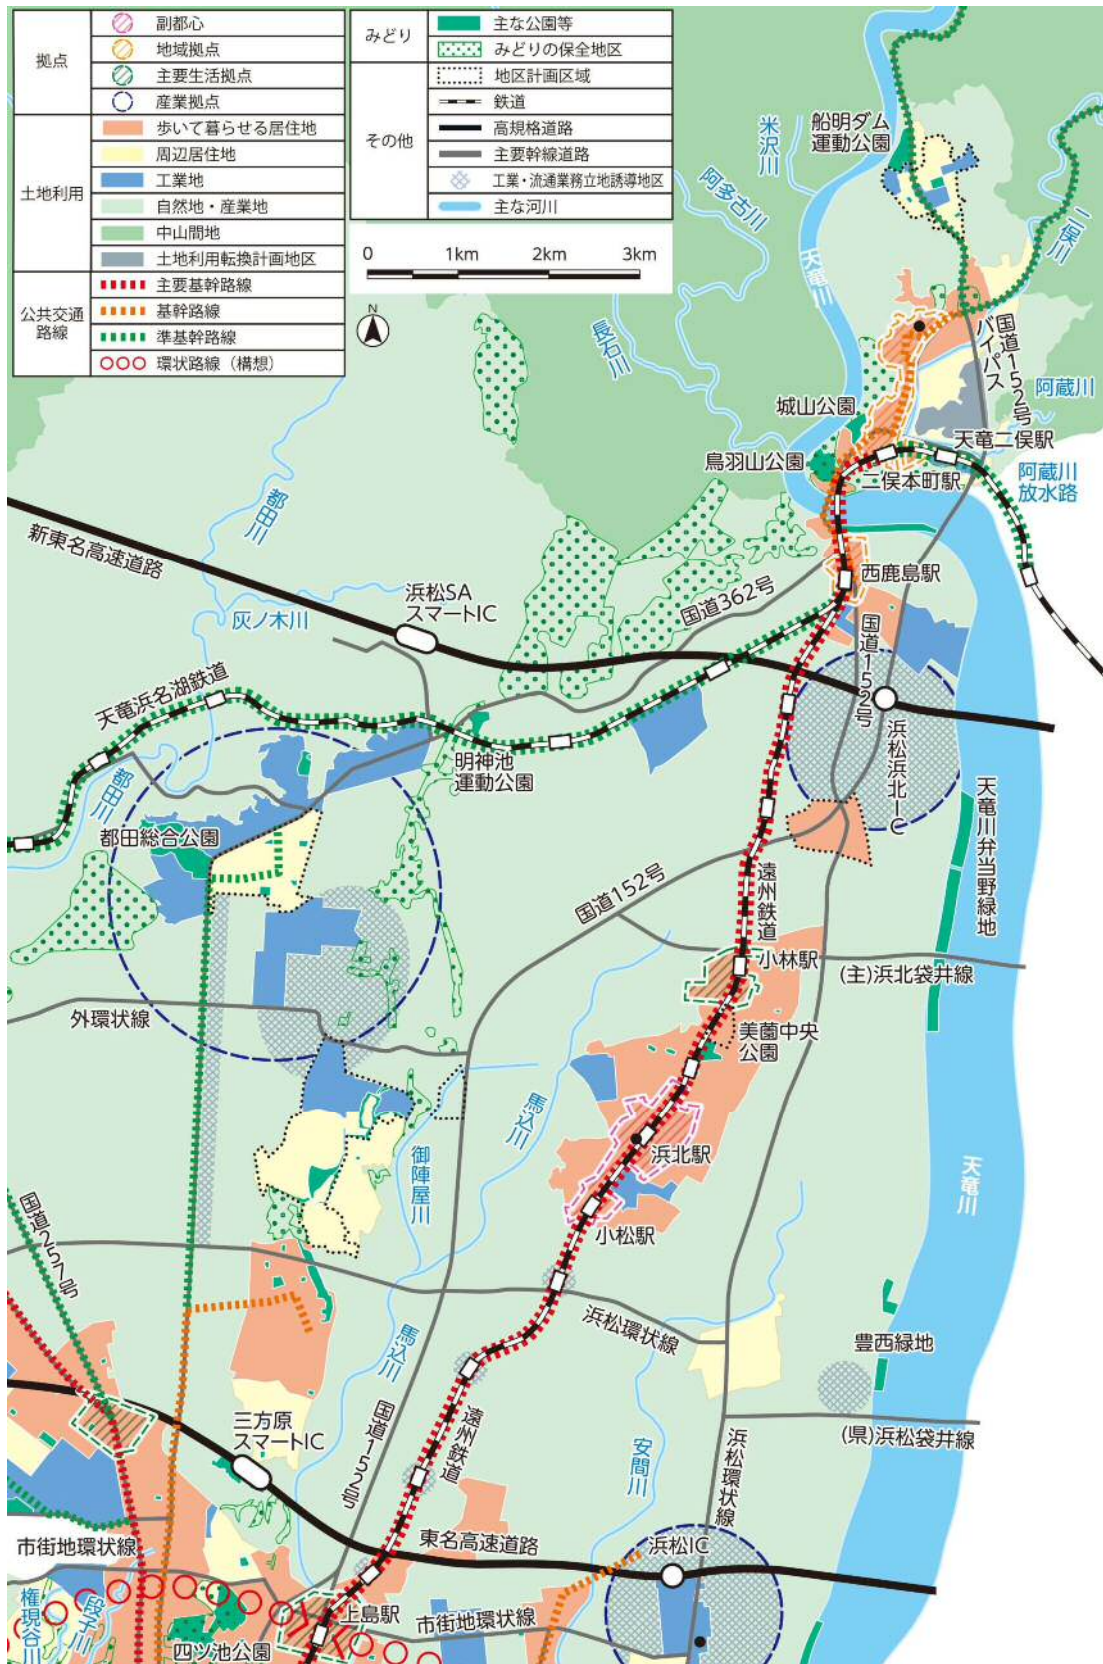 拠点
副都心
地域拠点
主要生活拠点
産業拠点
土地利用
歩いて暮らせる居住地
周辺居住地
工業地
自然地・産業地
中山間地
土地利用転換計画地区
公共交通
路線
主要基幹路線
基幹路線
準基幹路線
環状路線（構想）
みどり
主な公園等
みどりの保全地区
その他
地区計画区域
鉄道
高規格道路
主要幹線道路
工業・流通業務立地誘導地区
主な河川
0 1km 2km 3km
N
船明ダム
運動公園
米沢川
阿多古川
二俣川
天竜川
長石川
国道152号
バイパス
阿蔵川
城山公園
天竜二俣駅
鳥羽山公園
二俣本町駅
阿蔵川
放水路
都田川
新東名高速道路
浜松SA
スマートIC
西鹿島駅
国道362号
灰ノ木川
国道152号
天竜浜名湖鉄道
浜松浜北IC
明神池
運動公園
都田川
天竜川弁当野緑地
都田総合公園
遠州鉄道
国道152号
小林駅
(主)浜北袋井線
外環状線
美薗中央
公園
馬込川
浜北駅
御陣屋川
天竜川
国道257号
小松駅
浜松環状線
馬込川
豊西緑地
三方原
スマートIC
国道152号
遠州鉄道
安間川
浜松環状線
(県)浜松袋井線
市街地環状線
東名高速道路
浜松IC
権現谷川
段子川
上島駅
市街地環状線
四ツ池公園